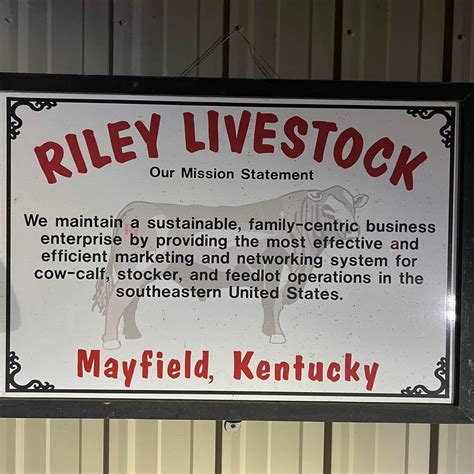 RILEY LIVESTOCK
Our Mission Statement
We maintain a sustainable, family-centric business
enterprise by providing the most effective and
efficient marketing and networking system for
cow-calf, stocker, and feedlot operations in the
southeastern United States.
Mayfield, Kentucky